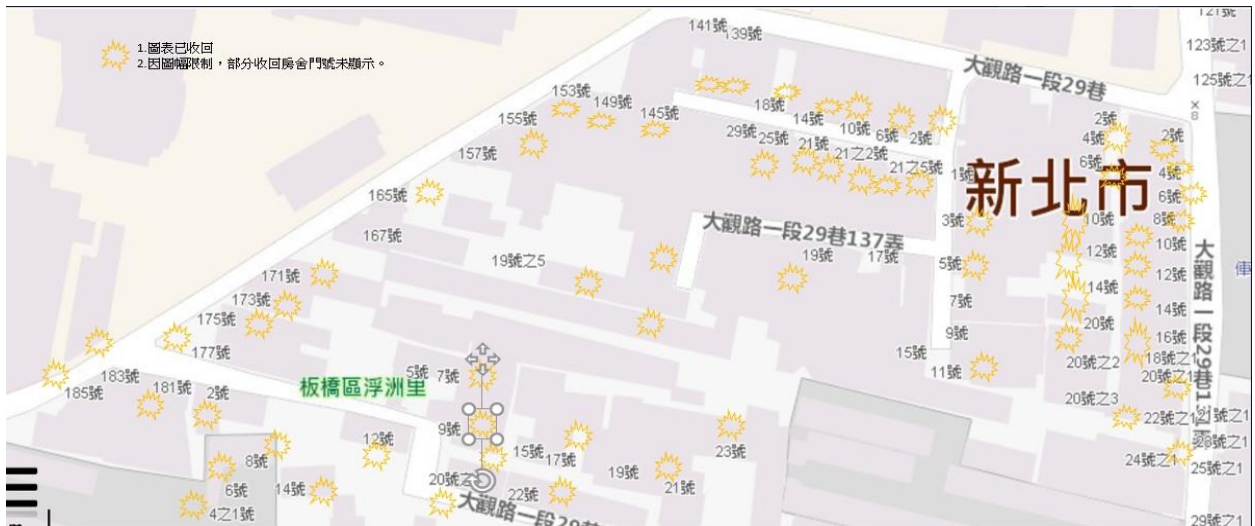 1.圖表已收回
2.因圖幅限制，部分收回房舍門號未顯示。
141號
139號
121號
123號之1
125號之1
大觀路一段29巷
153號
149號
145號
155號
157號
18號
14號
10號
6號
2號
29號
25號
21號
21之2號
21之5號
1號
2號
4號
6號
2號
4號
6號
8號
10號
12號
14號
16號
18號之1
20號之1
22號之1
24號之1
新北市
165號
167號
大觀路一段29巷137弄
3號
5號
7號
9號
11號
15號
10號
12號
14號
20號
20號之2
20號之3
19號之5
19號
17號
171號
173號
175號
177號
大觀路一段29巷131弄
183號
185號
181號
2號
板橋區浮洲里
5號
7號
9號
12號
8號
6號
4之1號
14號
15號
17號
19號
21號
23號
22號
25號之1
29號之1